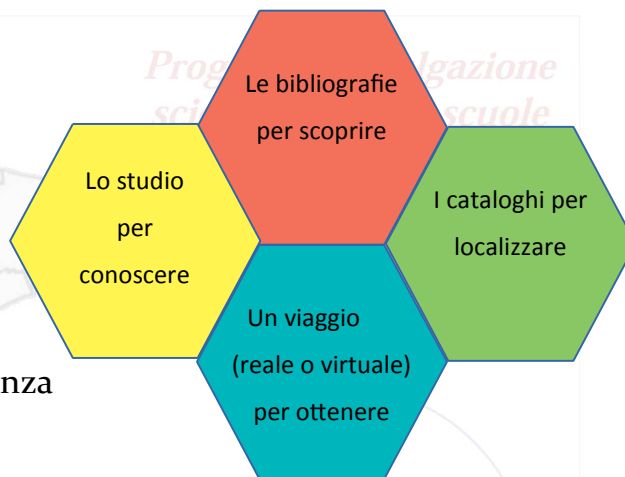 Le bibliografie
per scoprire
Lo studio
per
conoscere
I cataloghi per
localizzare
Un viaggio
(reale o virtuale)
per ottenere
nza